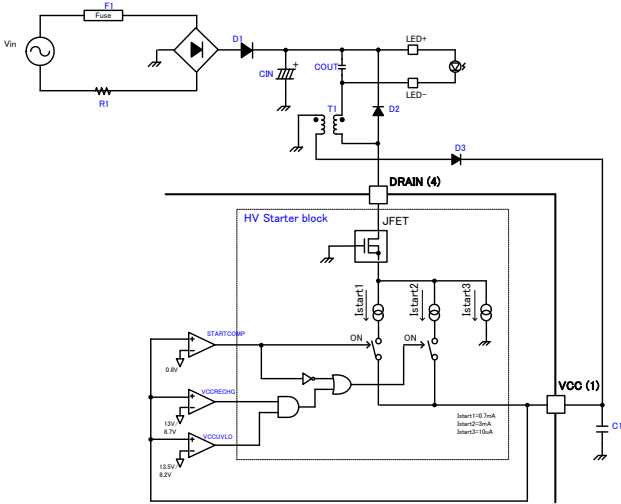 F1
Fuse
Vin
R1
D1
CIN
+
COUT
LED+
LED-
T1
D2
D3
DRAIN (4)
HV Starter block
JFET
Istart1
Istart2
Istart3
STARTCOMP
ON
ON
+
-
0.8V
VCCRECHG
+
-
13V/
8.7V
VCCUVLO
+
-
13.5V/
8.2V
Istart1=0.7mA
Istart2=3mA
Istart3=10uA
VCC (1)
C1